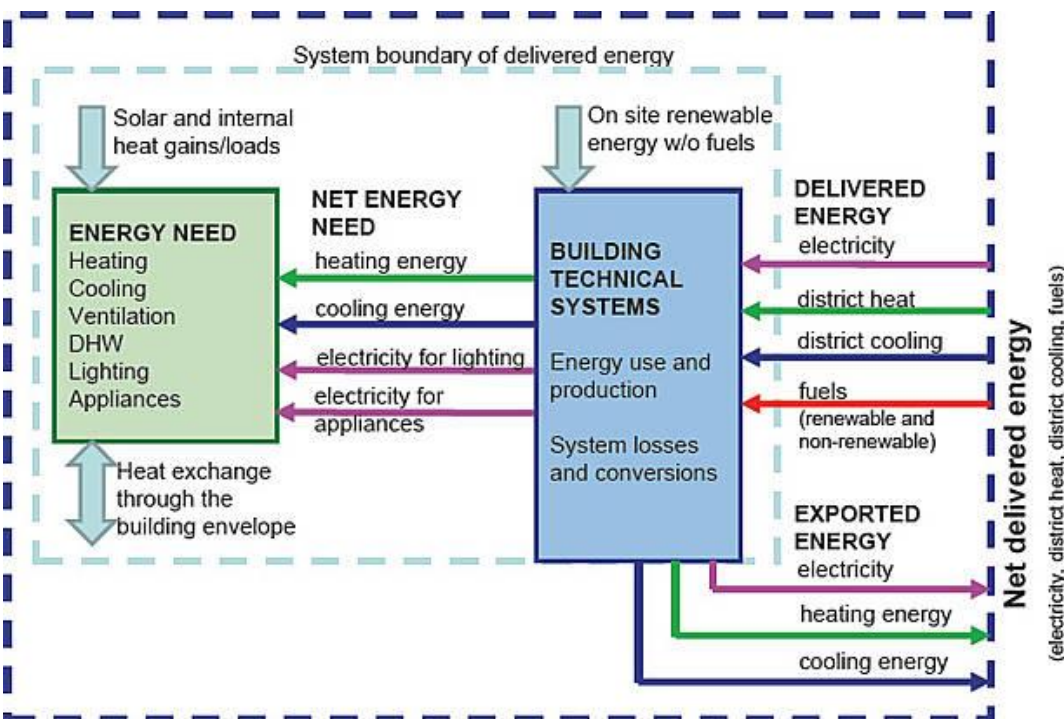 System boundary of delivered energy
Solar and internal
heat gains/loads
On site renewable
energy w/o fuels
ENERGY NEED
Heating
Cooling
Ventilation
DHW
Lighting
Appliances
NET ENERGY
NEED
heating energy
cooling energy
electricity for lighting
electricity for
appliances
BUILDING
TECHNICAL
SYSTEMS
Energy use and
production
System losses
and conversions
DELIVERED
ENERGY
electricity
district heat
district cooling
fuels
(renewable and
non-renewable)
Heat exchange
through the
building envelope
EXPORTED
ENERGY
electricity
heating energy
cooling energy
Net delivered energy
(electricity, district heat, district cooling, fuels)